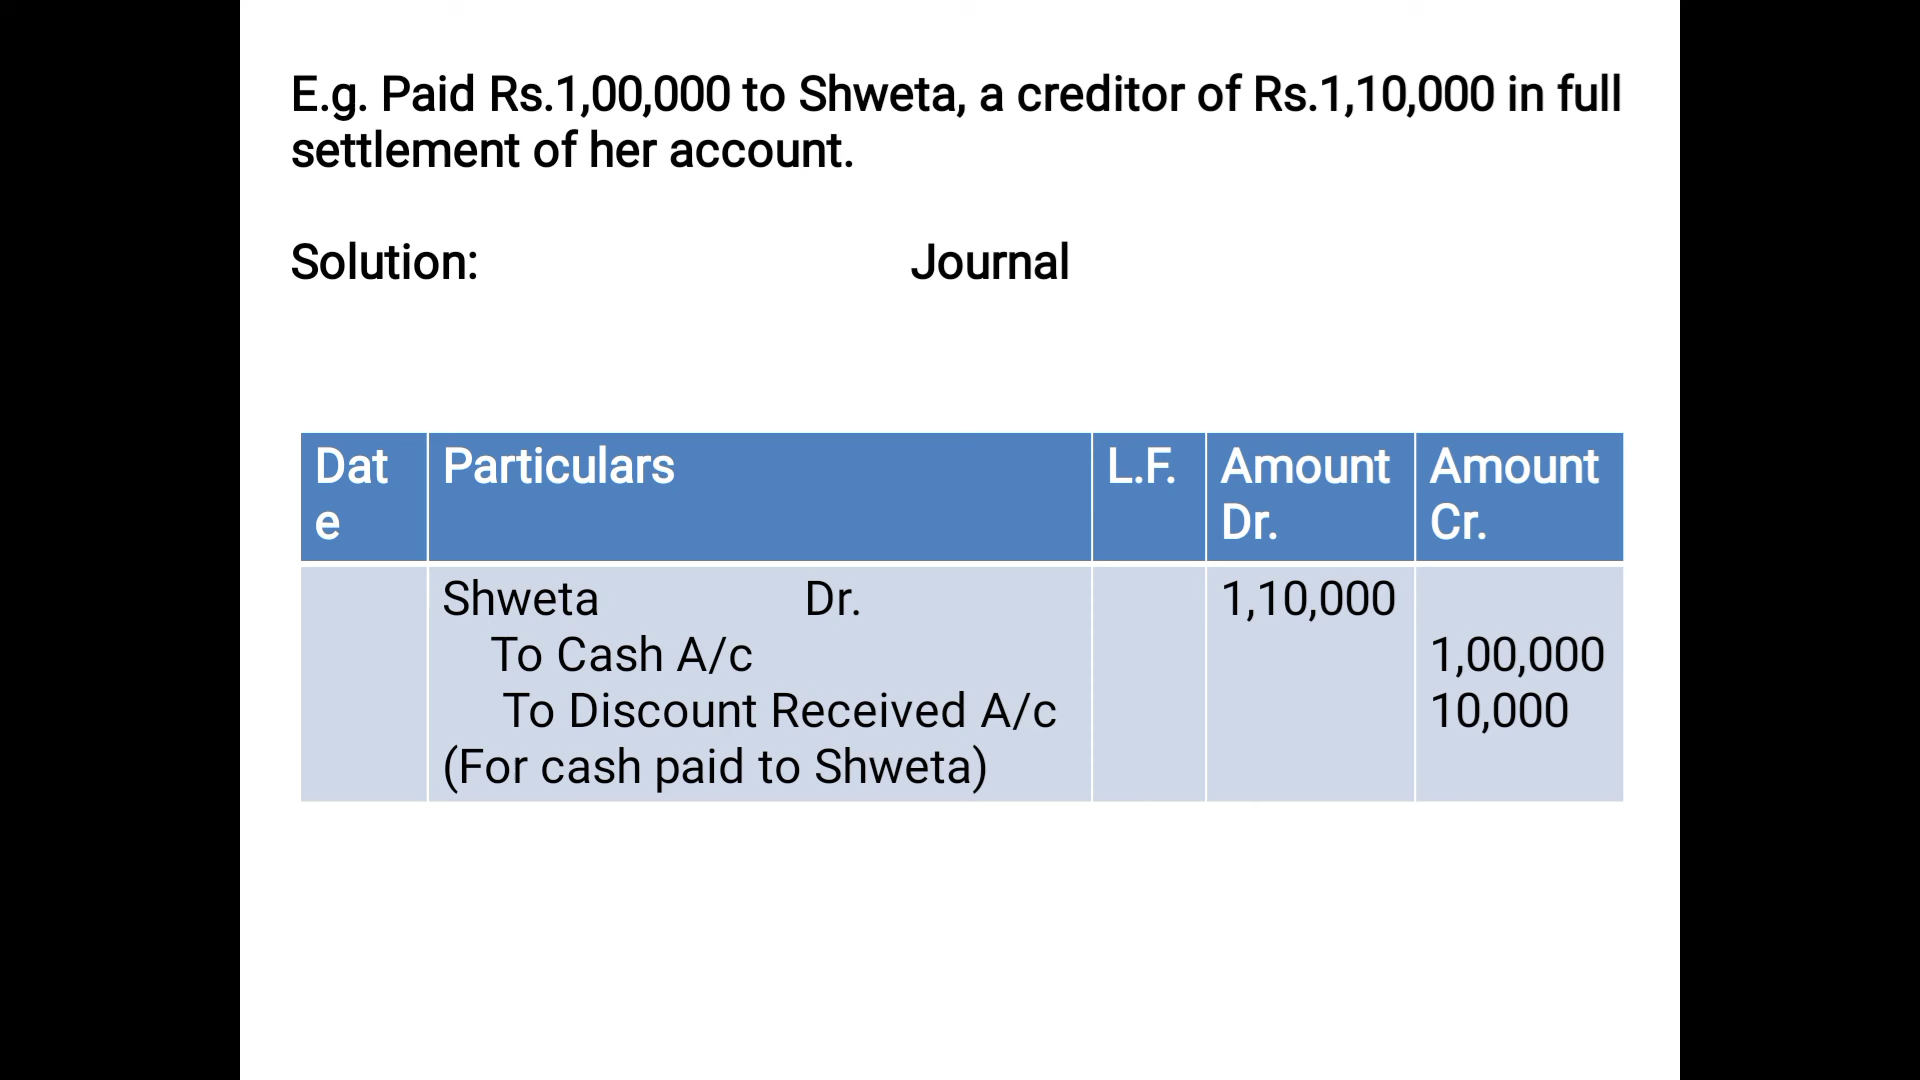 E.g. Paid Rs.1,00,000 to Shweta, a creditor of Rs.1,10,000 in full
settlement of her account.
Solution: Journal
Dat
e
Particulars
L.F.
Amount
Dr.
Amount
Cr.
Shweta Dr. 1,10,000
To Cash A/c 1,00,000
To Discount Received A/c 10,000
(For cash paid to Shweta)